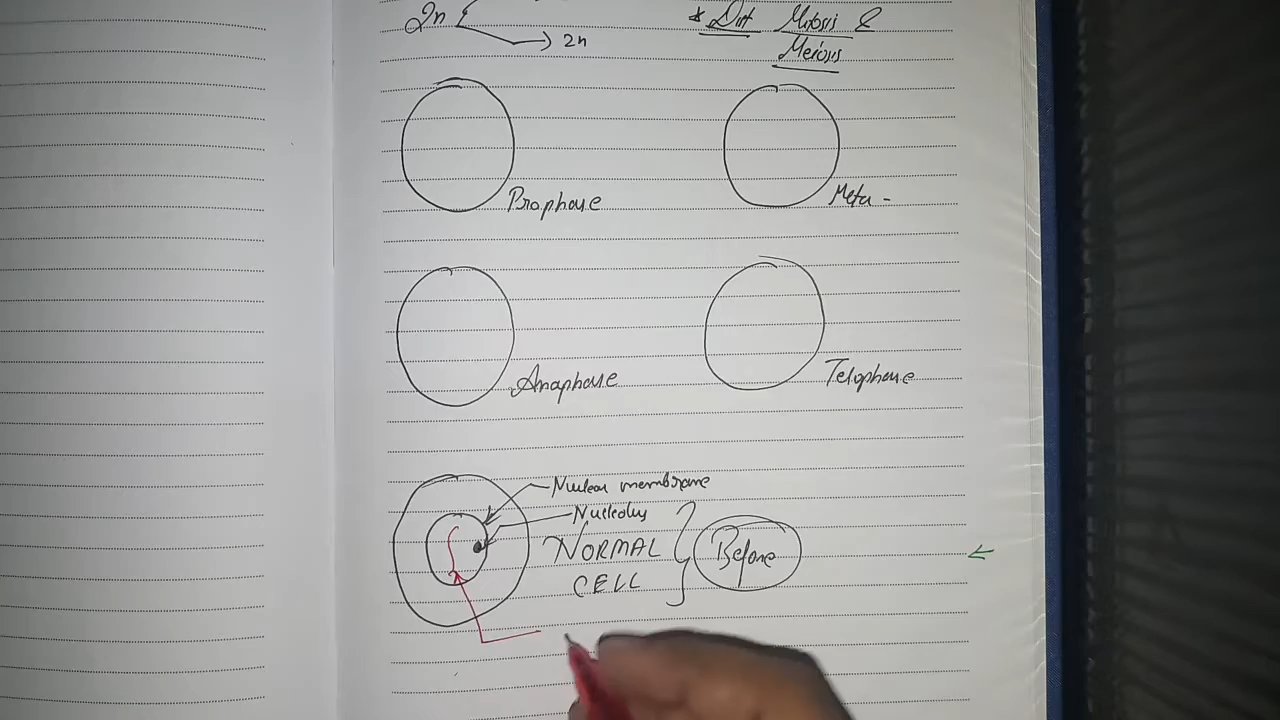 2n
2n
* Diff Mitosis &
Meiosis
Prophase
Meta -
Anaphase
Telophase
Nuclear membrane
Nucleolus
NORMAL
CELL
Before